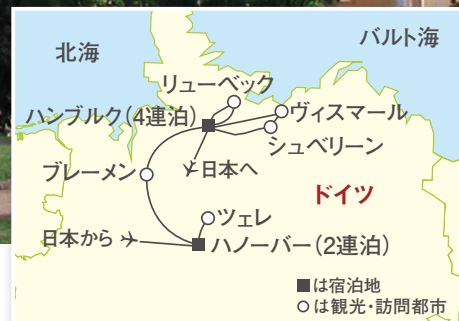 北海
バルト海
リューベック
ハンブルク（4連泊）
ヴィスマール
シュベリーン
ブレーメン
日本へ
ドイツ
ツェレ
日本から
ハノーバー（2連泊）
■は宿泊地
○は観光・訪問都市